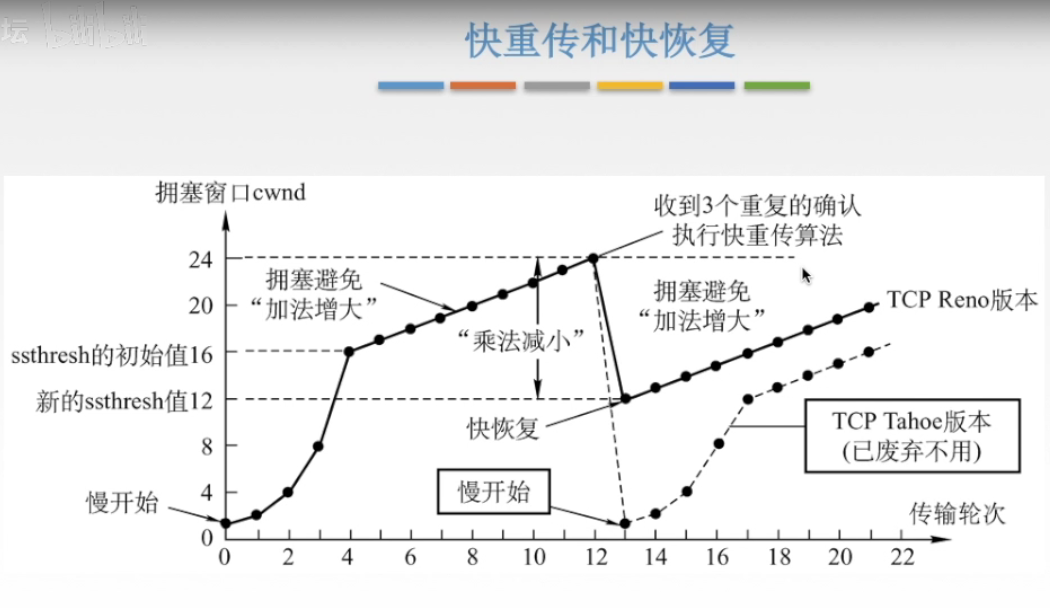 坛
bilibili
快重传和快恢复
拥塞窗口cwnd
收到3个重复的确认
执行快重传算法
24
拥塞避免
“加法增大”
拥塞避免
“加法增大”
20
TCP Reno版本
“乘法减小”
ssthresh的初始值16
新的ssthresh值12
快恢复
TCP Tahoe版本
(已废弃不用)
8
慢开始
4
慢开始
传输轮次
0
0 2 4 6 8 10 12 14 16 18 20 22